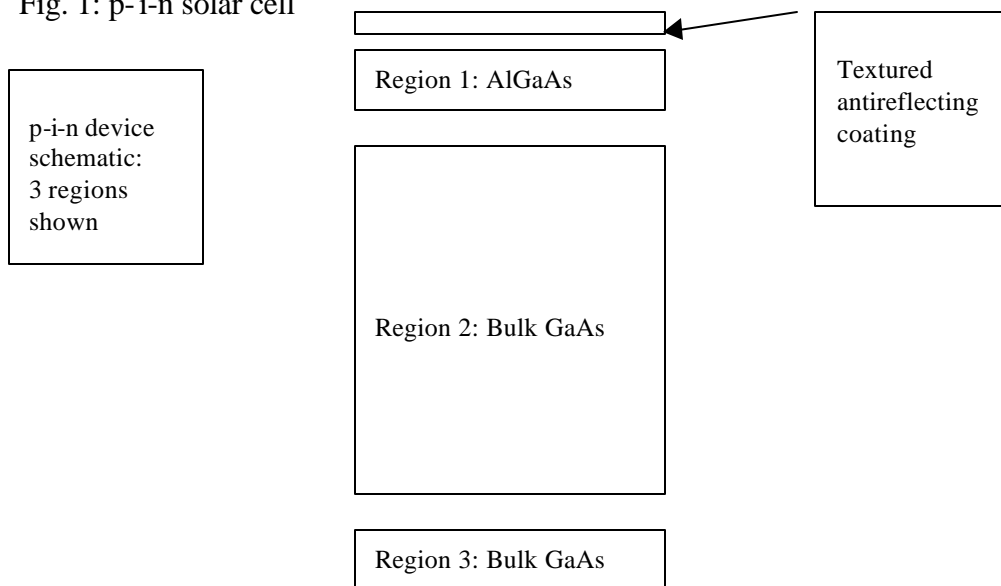 Fig. 1: p-i-n solar cell
Region 1: AlGaAs
Textured
antireflecting
coating
p-i-n device
schematic:
3 regions
shown
Region 2: Bulk GaAs
Region 3: Bulk GaAs